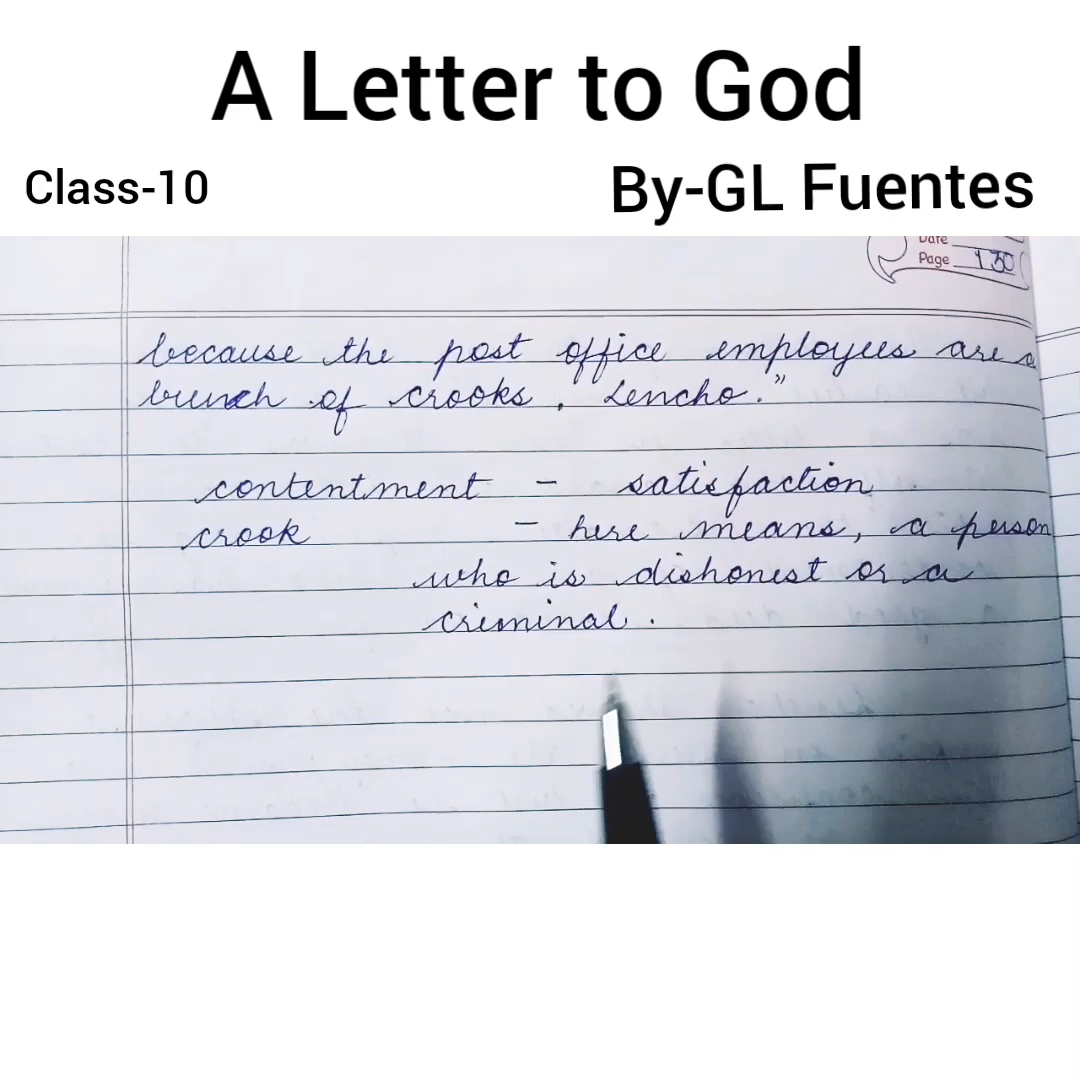 A Letter to God
Class-10
By-GL Fuentes
Date
Page 130
because the post office employees are a
bunch of crooks, Lencho."
contentment - satisfaction
crook - here means, a person
who is dishonest or a
criminal.